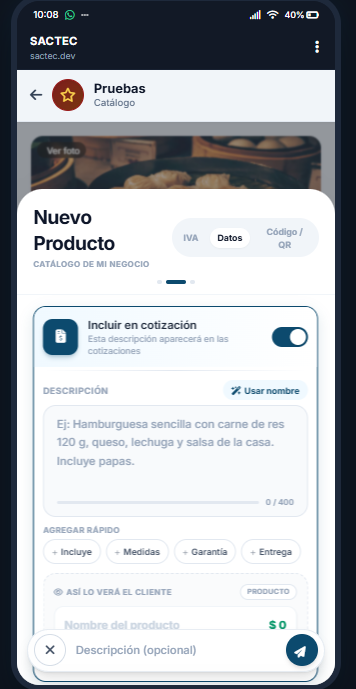 10:08
40%
SACTEC
sactec.dev
Pruebas
Catálogo
Ver foto
Nuevo
Producto
CATÁLOGO DE MI NEGOCIO
IVA
Datos
Código /
QR
Incluir en cotización
Esta descripción aparecerá en las
cotizaciones
DESCRIPCIÓN
Usar nombre
Ej: Hamburguesa sencilla con carne de res
120 g, queso, lechuga y salsa de la casa.
Incluye papas.
0 / 400
AGREGAR RÁPIDO
+ Incluye
+ Medidas
+ Garantía
+ Entrega
ASÍ LO VERÁ EL CLIENTE
PRODUCTO
Nombre del producto
$ 0
Descripción (opcional)